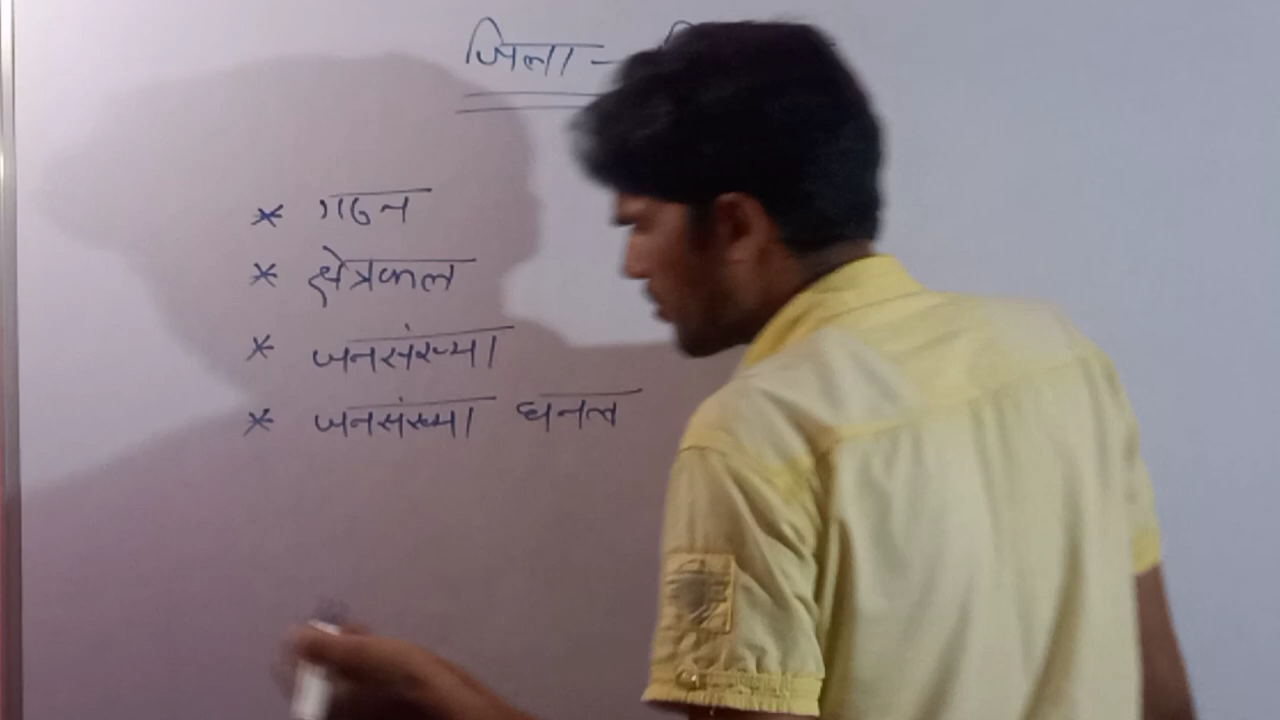 जिला -
* गठन
* क्षेत्रफल
* जनसंख्या
* जनसंख्या घनत्व